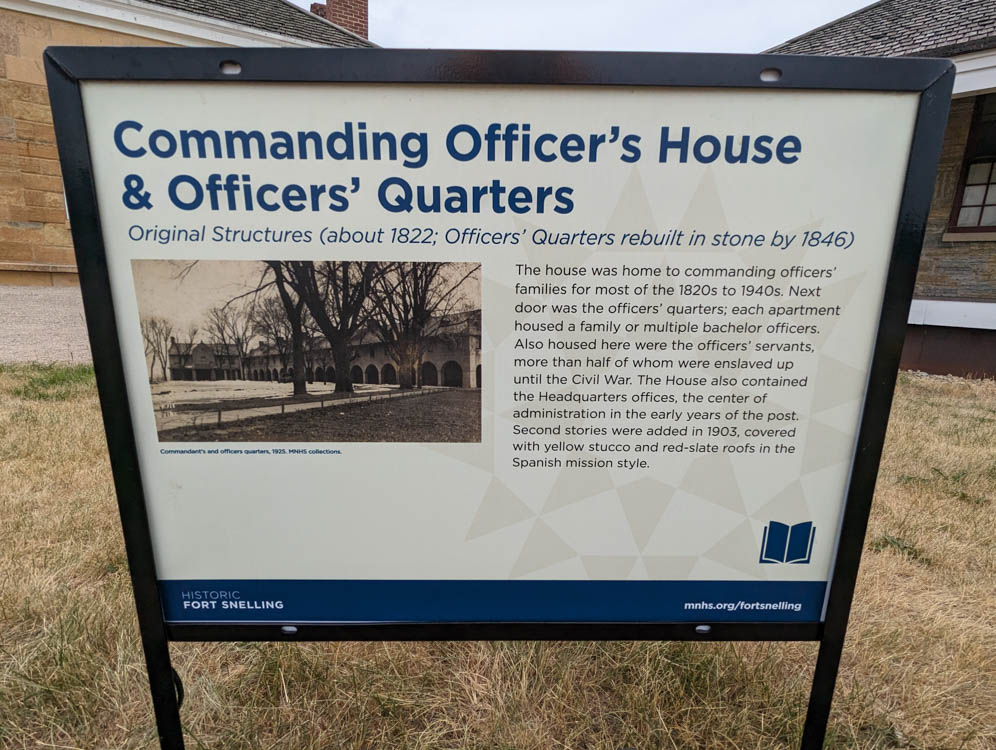 Commanding Officer's House
& Officers' Quarters
Original Structures (about 1822; Officers' Quarters rebuilt in stone by 1846)
The house was home to commanding officers'
families for most of the 1820s to 1940s. Next
door was the officers' quarters; each apartment
housed a family or multiple bachelor officers.
Also housed here were the officers' servants,
more than half of whom were enslaved up
until the Civil War. The House also contained
the Headquarters offices, the center of
administration in the early years of the post.
Second stories were added in 1903, covered
with yellow stucco and red-slate roofs in the
Spanish mission style.
Commandant's and officers quarters, 1925. MNHS collections.
HISTORIC
FORT SNELLING
mnhs.org/fortsnelling